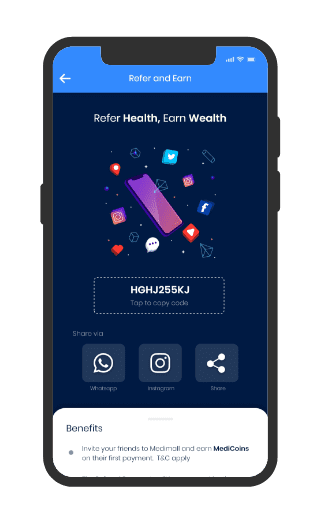 Refer and Earn
Refer Health, Earn Wealth
HGHJ255KJ
Tap to copy code
Share via
Whatsapp Instagram Share
Benefits
Invite your friends to Medimall and earn MediCoins
on their first payment. T&C apply